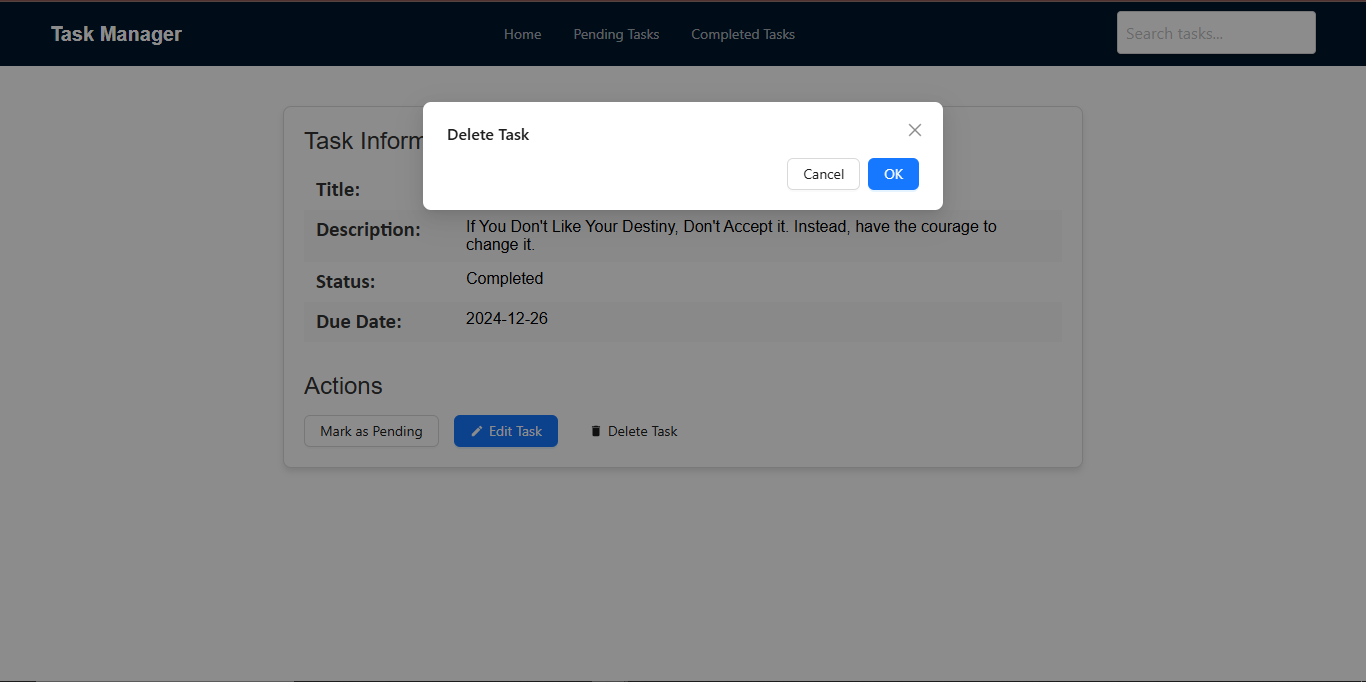 Task Manager
Home
Pending Tasks
Completed Tasks
Search tasks...
Delete Task
Cancel
OK
Task Inform
Title:
Description:
If You Don't Like Your Destiny, Don't Accept it. Instead, have the courage to
change it.
Status:
Completed
Due Date:
2024-12-26
Actions
Mark as Pending
Edit Task
Delete Task